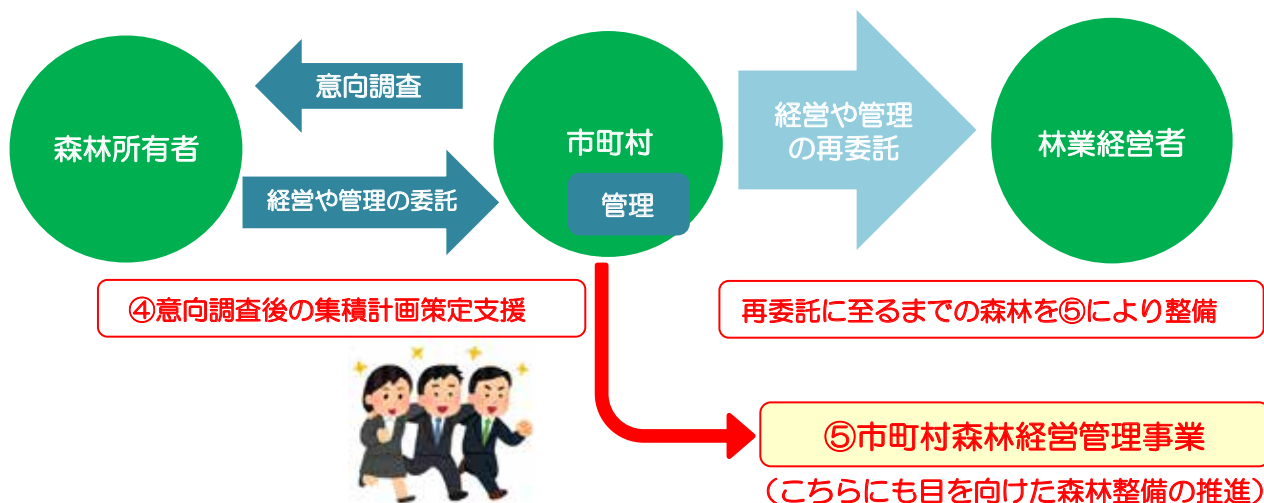 森林所有者
意向調査
経営や管理の委託
市町村
管理
経営や管理
の再委託
林業経営者
④意向調査後の集積計画策定支援
再委託に至るまでの森林を⑤により整備
⑤市町村森林経営管理事業
（こちらにも目を向けた森林整備の推進）